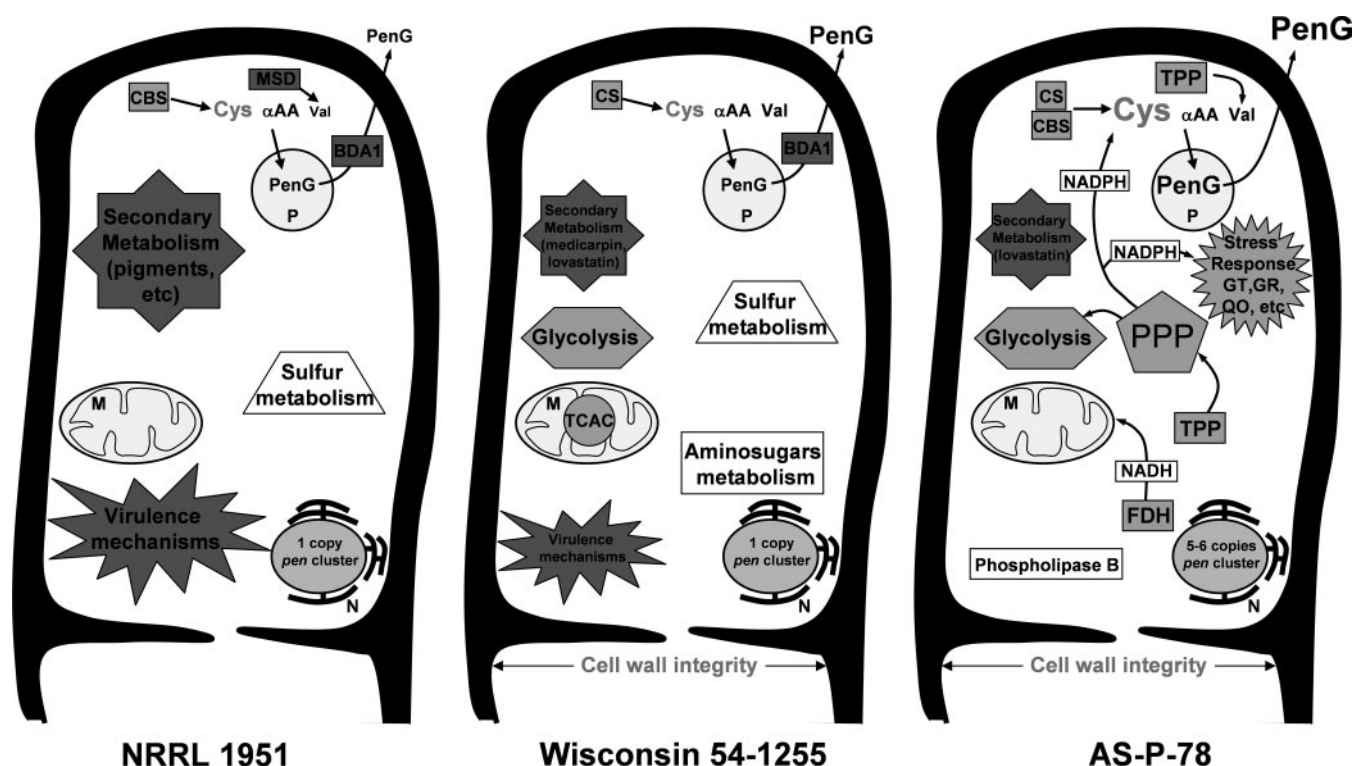 PenG
MSD
CBS
Cys
αAA
Val
BDA1
PenG
P
Secondary
Metabolism
(pigments,
etc)
Sulfur
metabolism
M
Virulence
mechanisms
1 copy
pen cluster
N
NRRL 1951
PenG
CS
Cys
αAA
Val
BDA1
PenG
P
Secondary
Metabolism
(medicarpin,
lovastatin)
Sulfur
metabolism
Glycolysis
M
TCAC
Aminosugars
metabolism
Virulence
mechanisms
1 copy
pen cluster
N
Cell wall integrity
Wisconsin 54-1255
PenG
TPP
CS
CBS
Cys
αAA
Val
NADPH
PenG
P
Secondary
Metabolism
(lovastatin)
NADPH
Stress
Response
GT,GR,
QO, etc
Glycolysis
PPP
M
TPP
NADH
FDH
Phospholipase B
5-6 copies
pen cluster
N
Cell wall integrity
AS-P-78